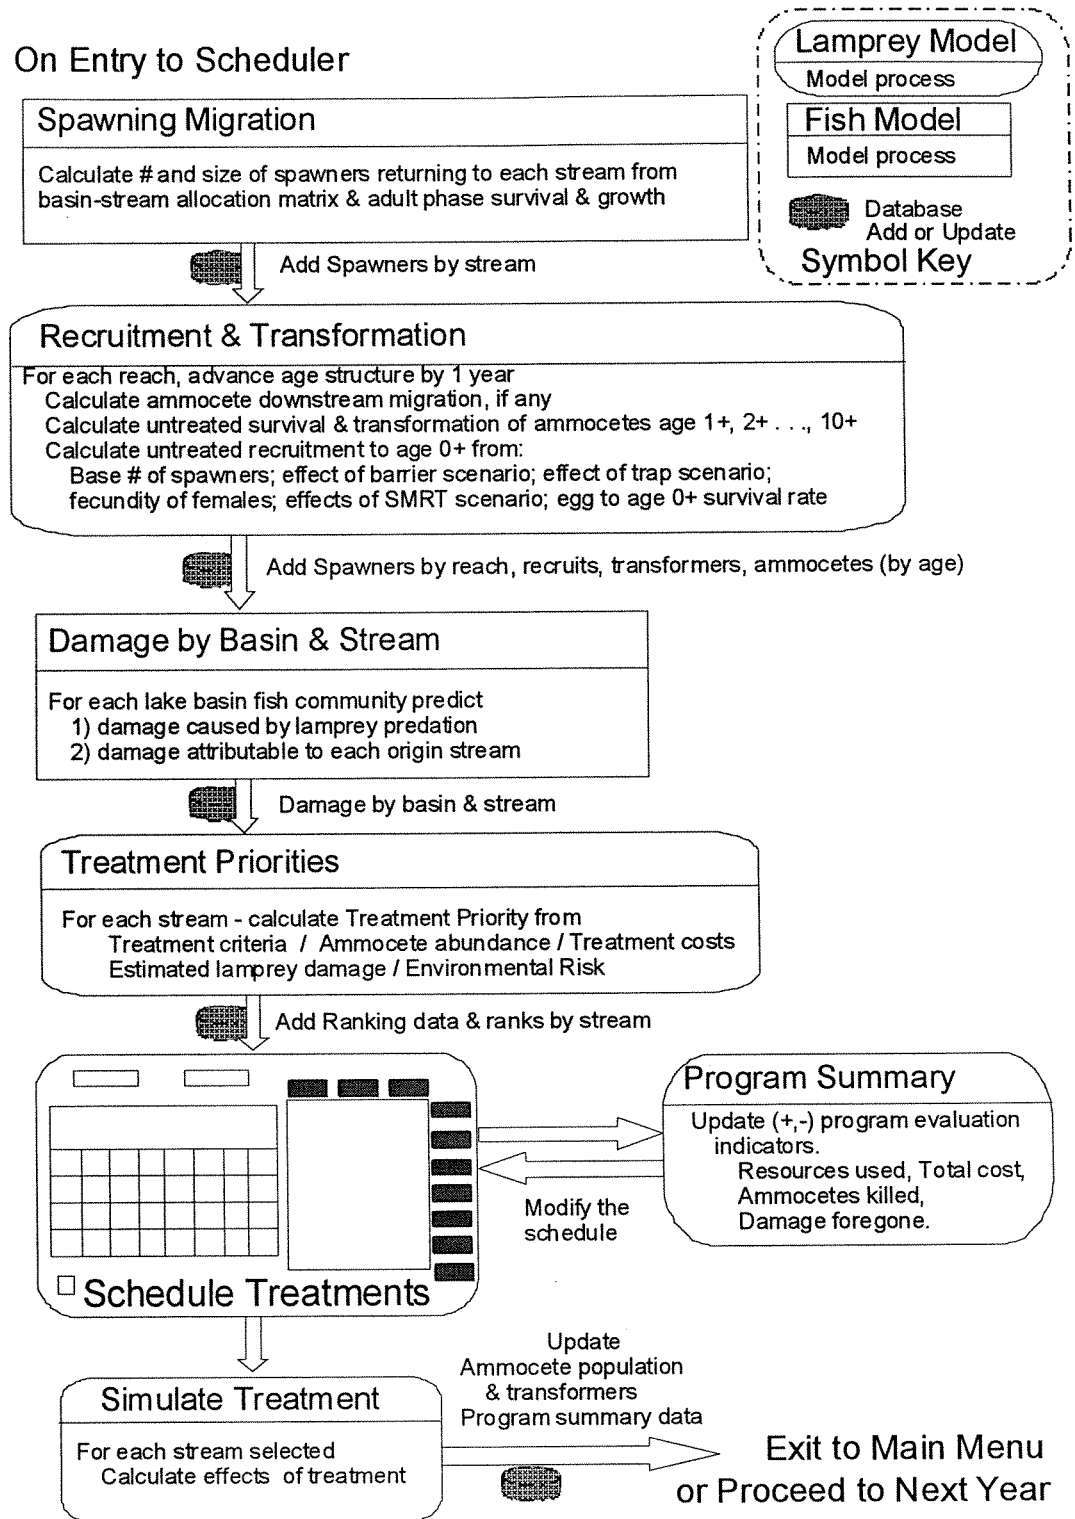 On Entry to Scheduler
Lamprey Model
Model process
Fish Model
Model process
Database
Add or Update
Symbol Key
Spawning Migration
Calculate # and size of spawners returning to each stream from
basin-stream allocation matrix & adult phase survival & growth
Add Spawners by stream
Recruitment & Transformation
For each reach, advance age structure by 1 year
Calculate ammocete downstream migration, if any
Calculate untreated survival & transformation of ammocetes age 1+, 2+ . . ., 10+
Calculate untreated recruitment to age 0+ from:
Base # of spawners; effect of barrier scenario; effect of trap scenario;
fecundity of females; effects of SMRT scenario; egg to age 0+ survival rate
Add Spawners by reach, recruits, transformers, ammocetes (by age)
Damage by Basin & Stream
For each lake basin fish community predict
1) damage caused by lamprey predation
2) damage attributable to each origin stream
Damage by basin & stream
Treatment Priorities
For each stream - calculate Treatment Priority from
Treatment criteria / Ammocete abundance / Treatment costs
Estimated lamprey damage / Environmental Risk
Add Ranking data & ranks by stream
Schedule Treatments
Modify the
schedule
Program Summary
Update (+,-) program evaluation
indicators.
Resources used, Total cost,
Ammocetes killed,
Damage foregone.
Simulate Treatment
For each stream selected
Calculate effects of treatment
Update
Ammocete population
& transformers
Program summary data
Exit to Main Menu
or Proceed to Next Year